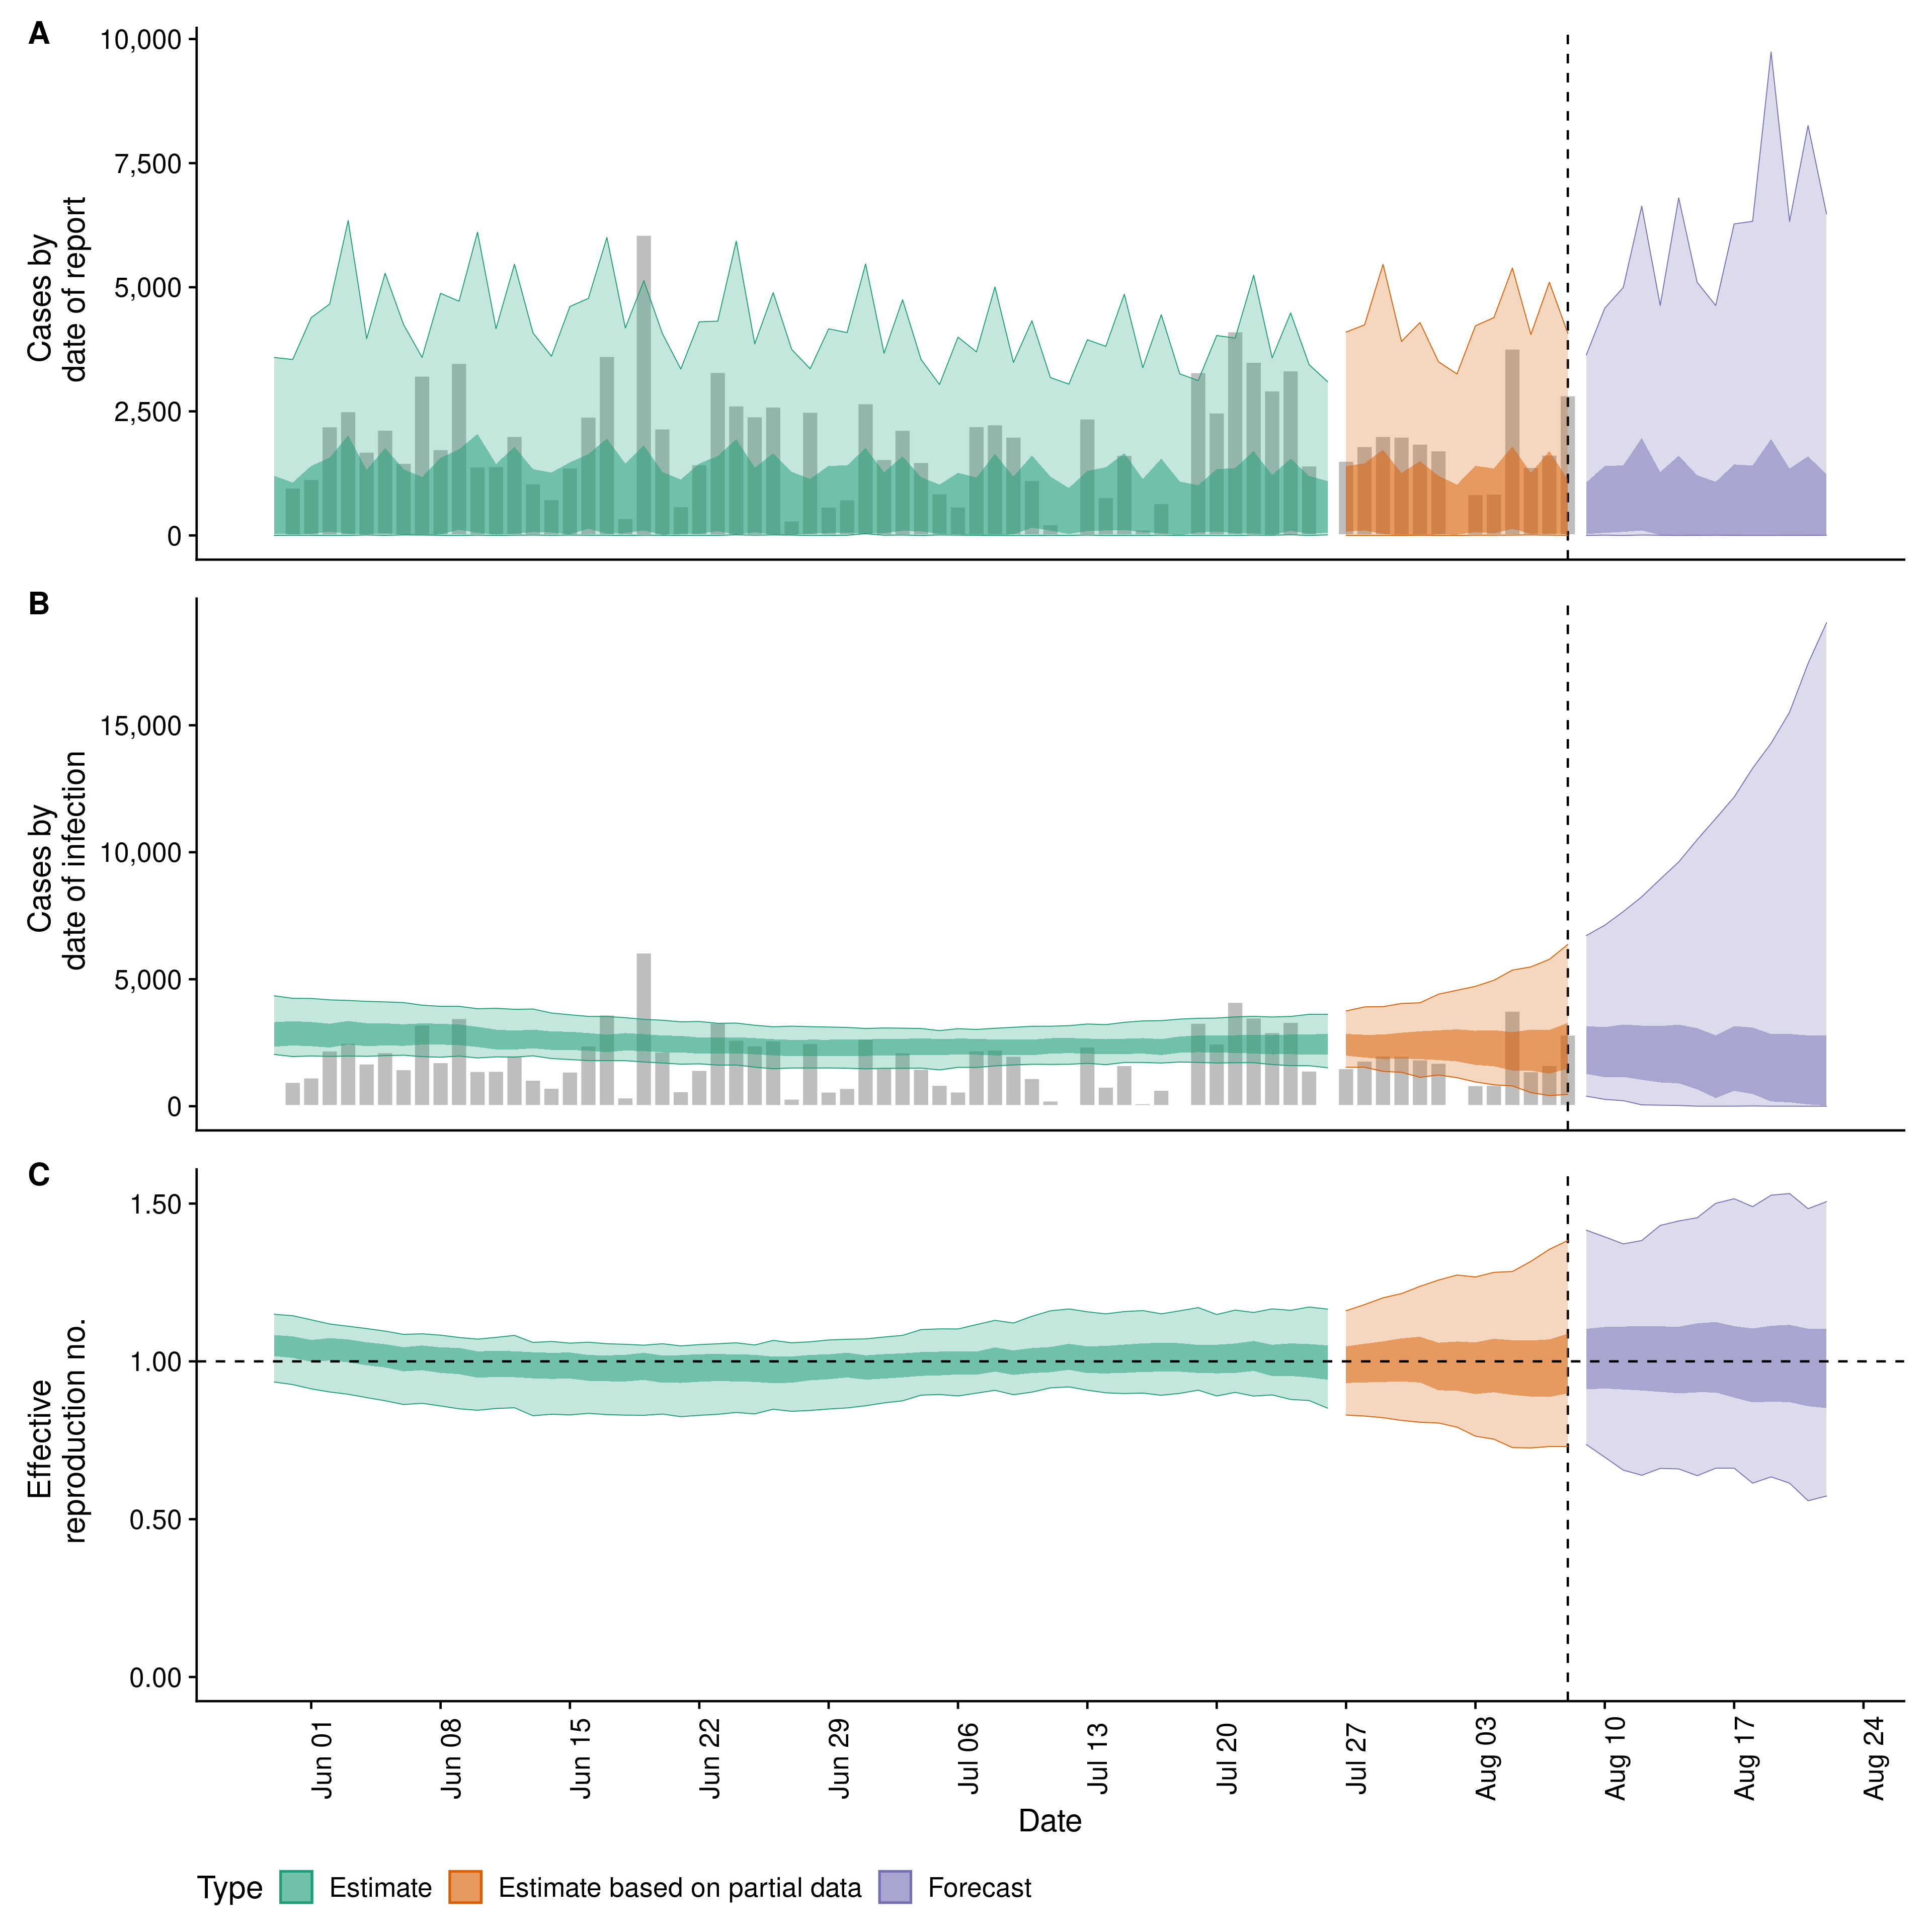 A
10,000
7,500
5,000
2,500
0
Cases by
date of report
B
15,000
10,000
5,000
0
Cases by
date of infection
C
1.50
1.00
0.50
0.00
Effective
reproduction no.
Jun 01
Jun 08
Jun 15
Jun 22
Jun 29
Jul 06
Jul 13
Jul 20
Jul 27
Aug 03
Aug 10
Aug 17
Aug 24
Date
Type Estimate Estimate based on partial data Forecast